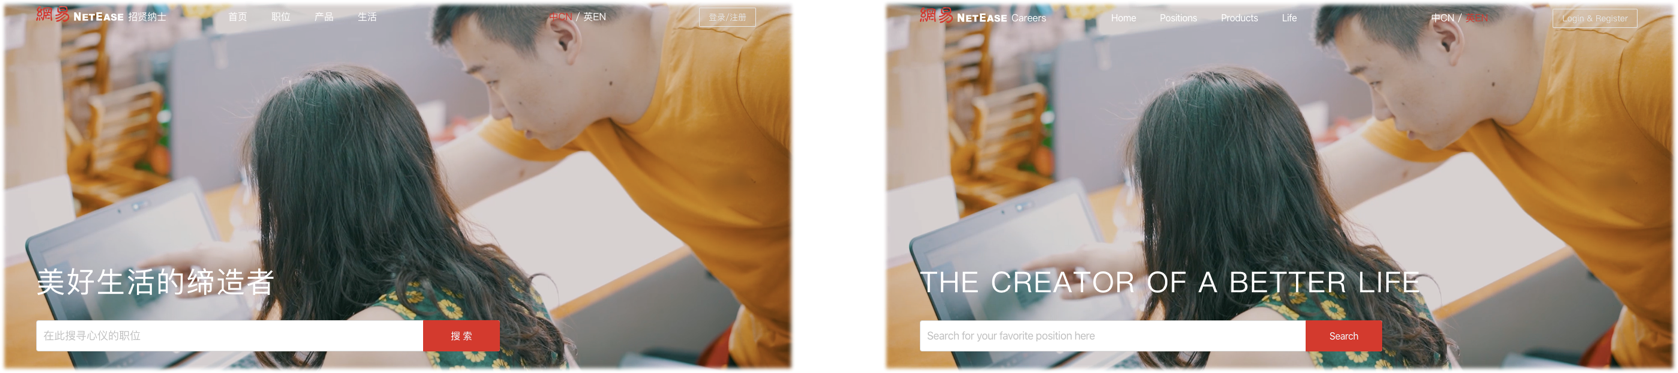 網易 NETEASE 招贤纳士 首页 职位 产品 生活 中CN / 英EN 登录/注册
美好生活的缔造者
在此搜寻心仪的职位 搜 索
網易 NETEASE Careers Home Positions Products Life 中CN / 英EN Login & Register
THE CREATOR OF A BETTER LIFE
Search for your favorite position here Search